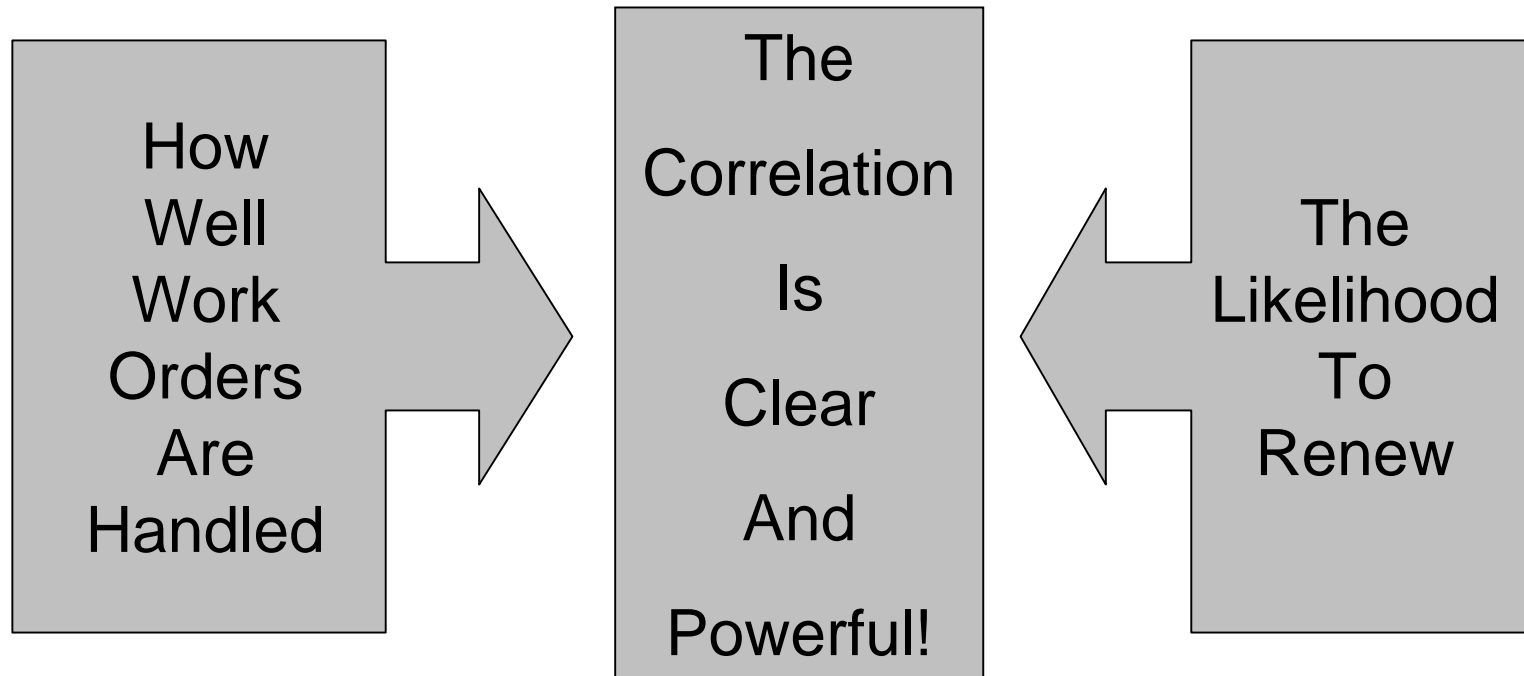 How
Well
Work
Orders
Are
Handled
The
Correlation
Is
Clear
And
Powerful!
The
Likelihood
To
Renew